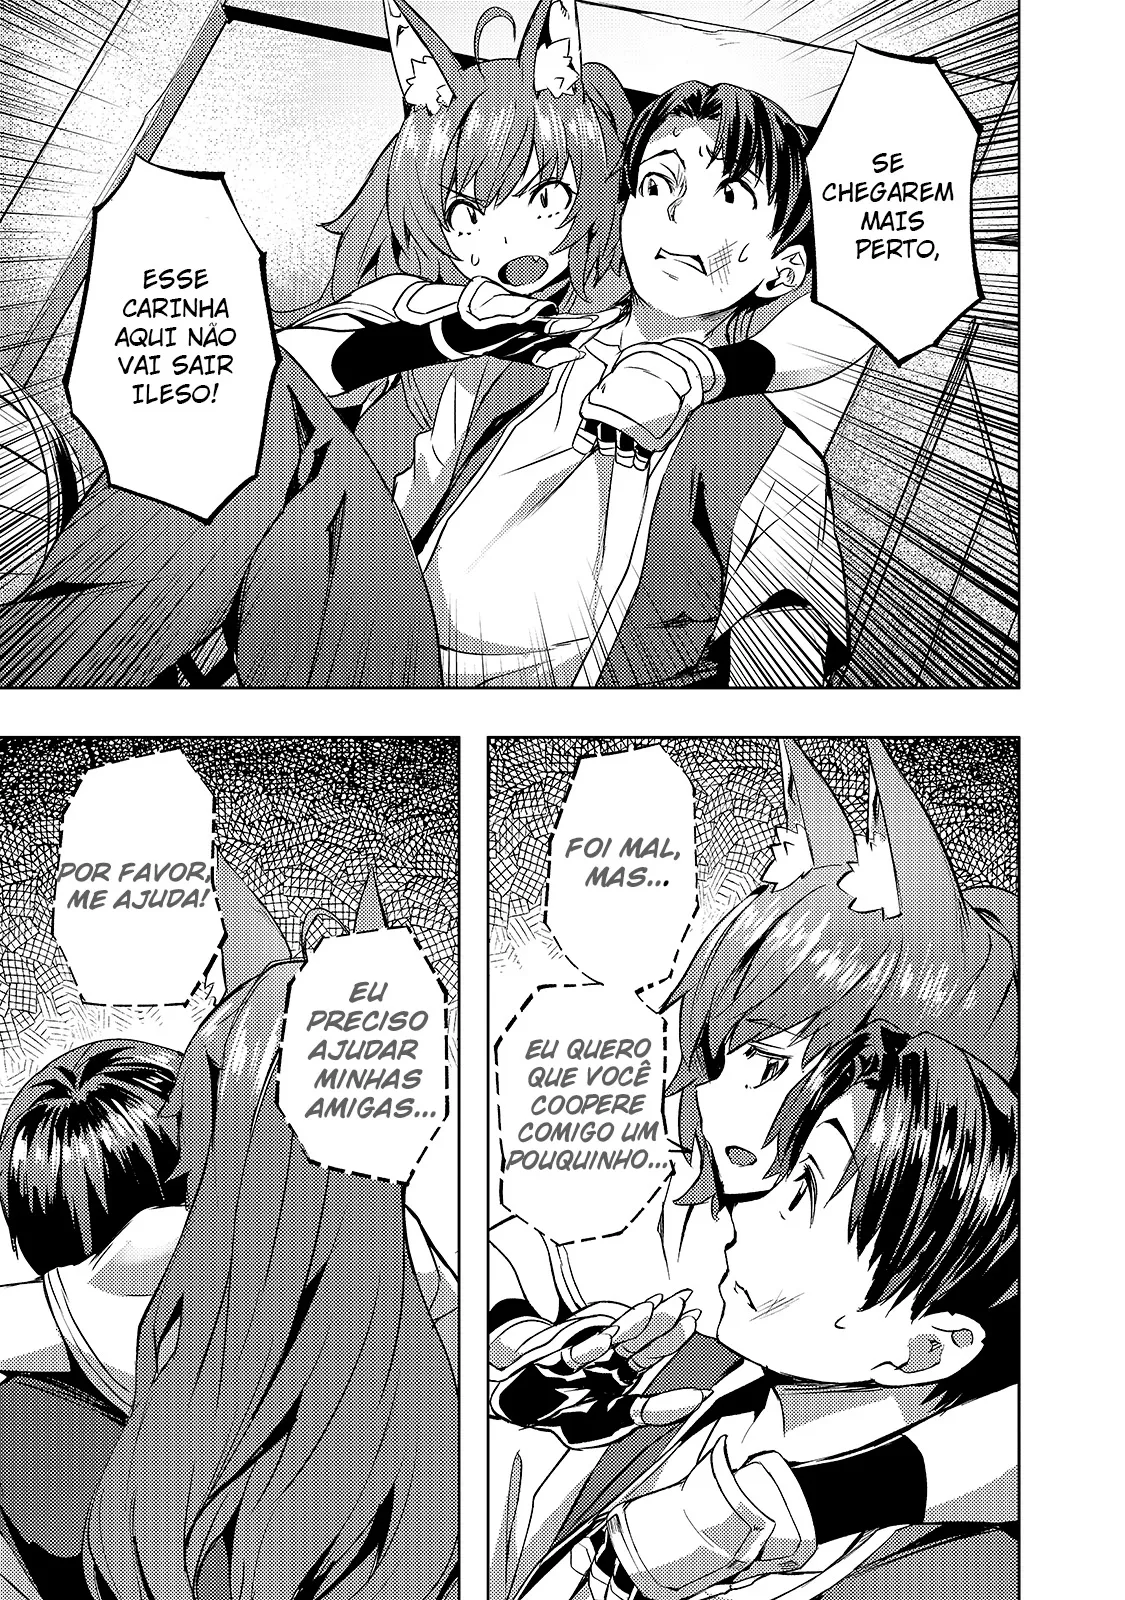 SE
CHEGAREM
MAIS
PERTO,
ESSE
CARINHA
AQUI NÃO
VAI SAIR
ILESO!
FOI MAL,
MAS...
EU QUERO
QUE VOCÊ
COOPERE
COMIGO UM
POUQUINHO...
EU
PRECISO
AJUDAR
MINHAS
AMIGAS...
POR FAVOR,
ME AJUDA!